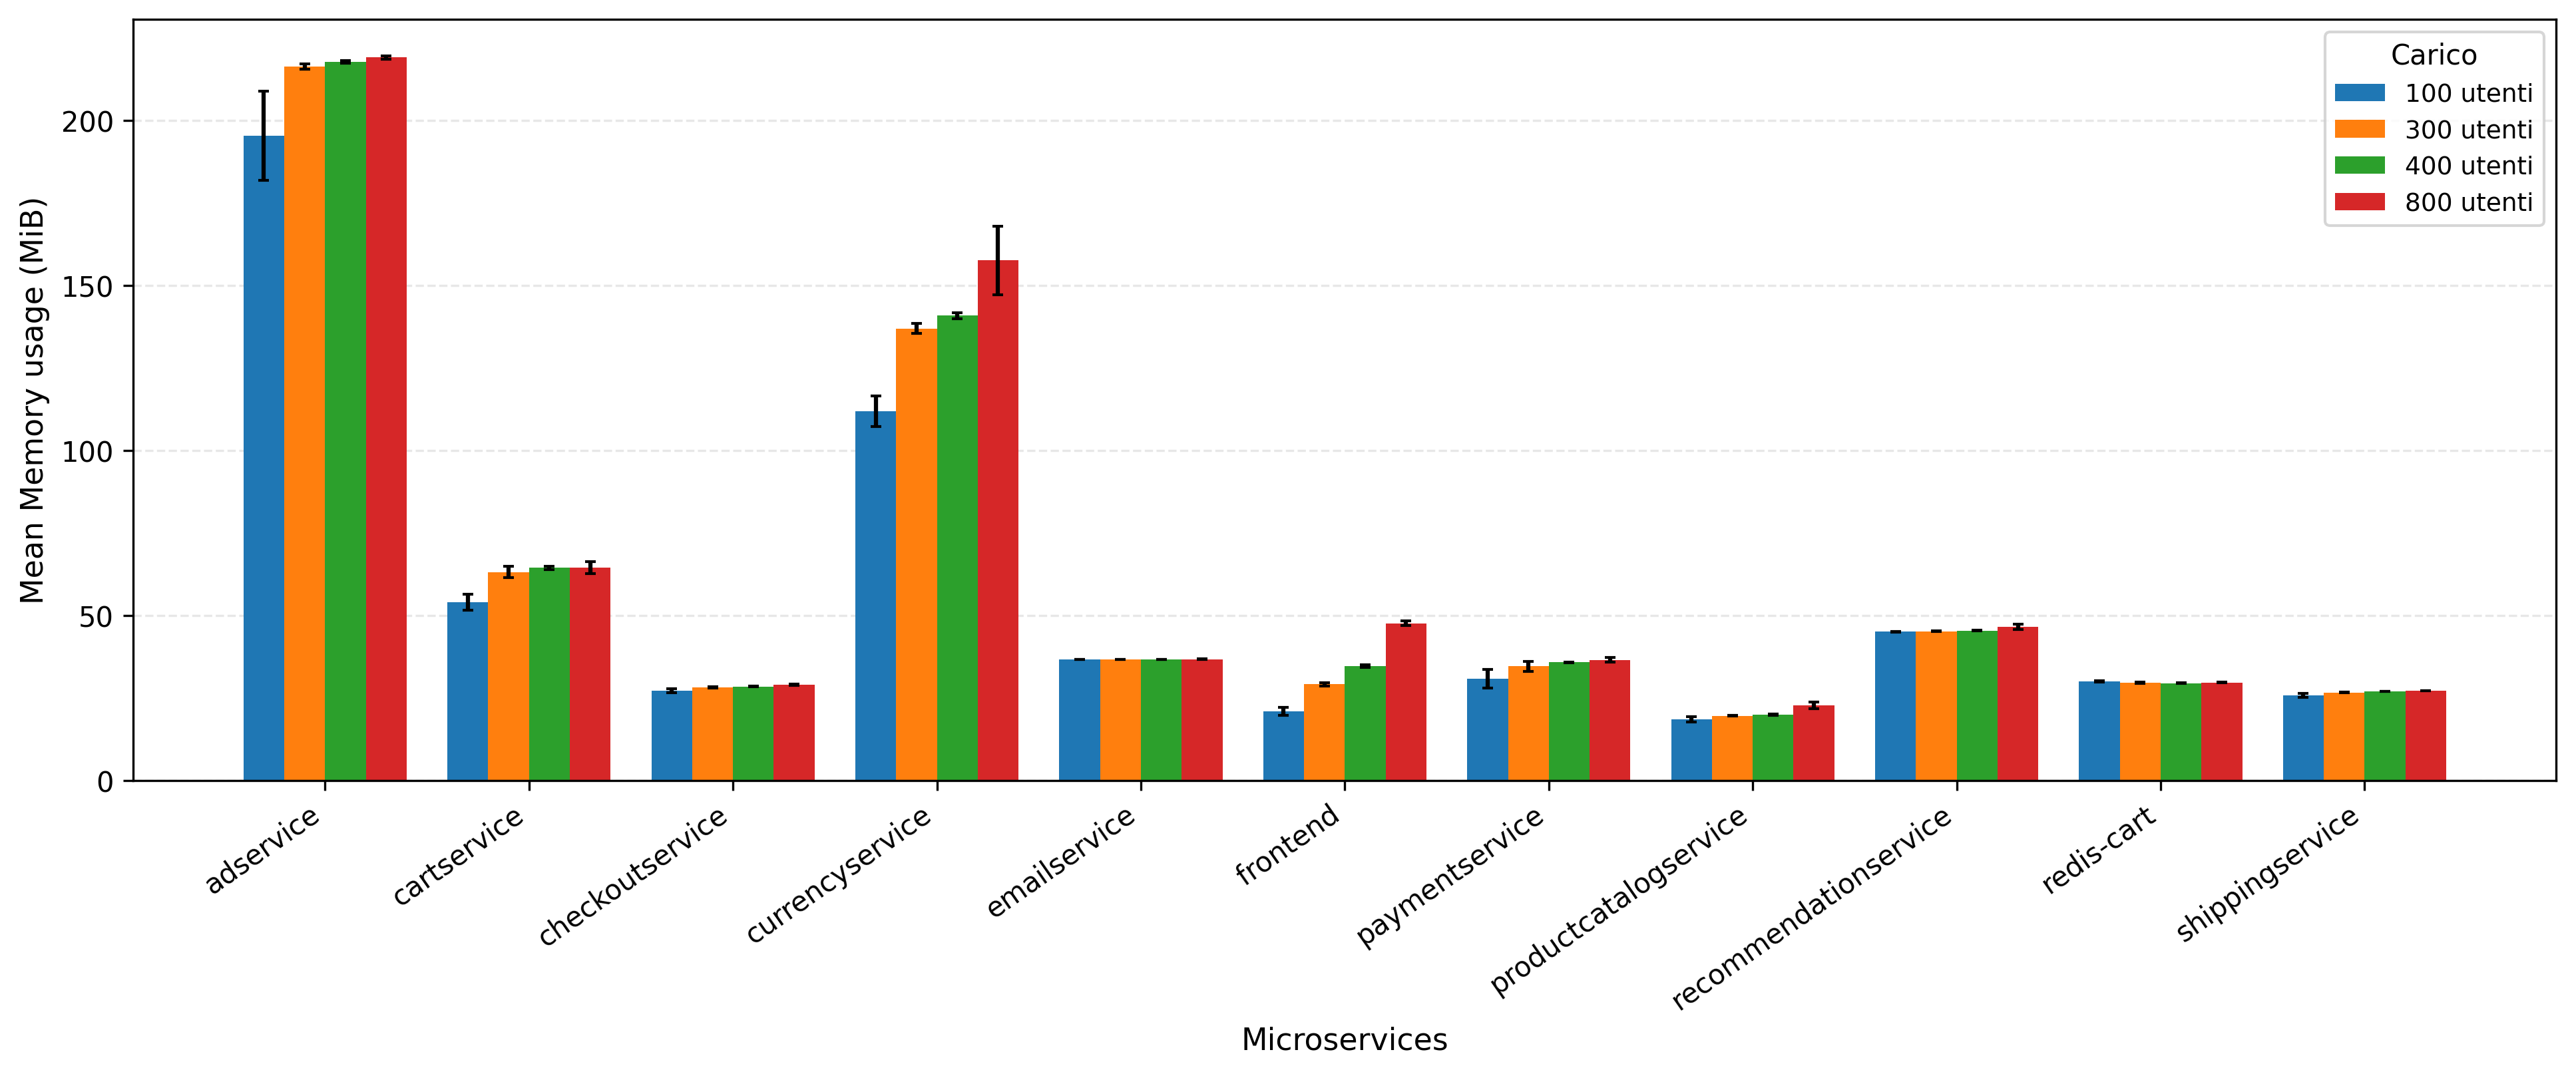 Mean Memory usage (MiB)
200
150
100
50
0
Carico
100 utenti
300 utenti
400 utenti
800 utenti
adservice
cartservice
checkoutservice
currencyservice
emailservice
frontend
paymentservice
productcatalogservice
recommendationservice
redis-cart
shippingservice
Microservices